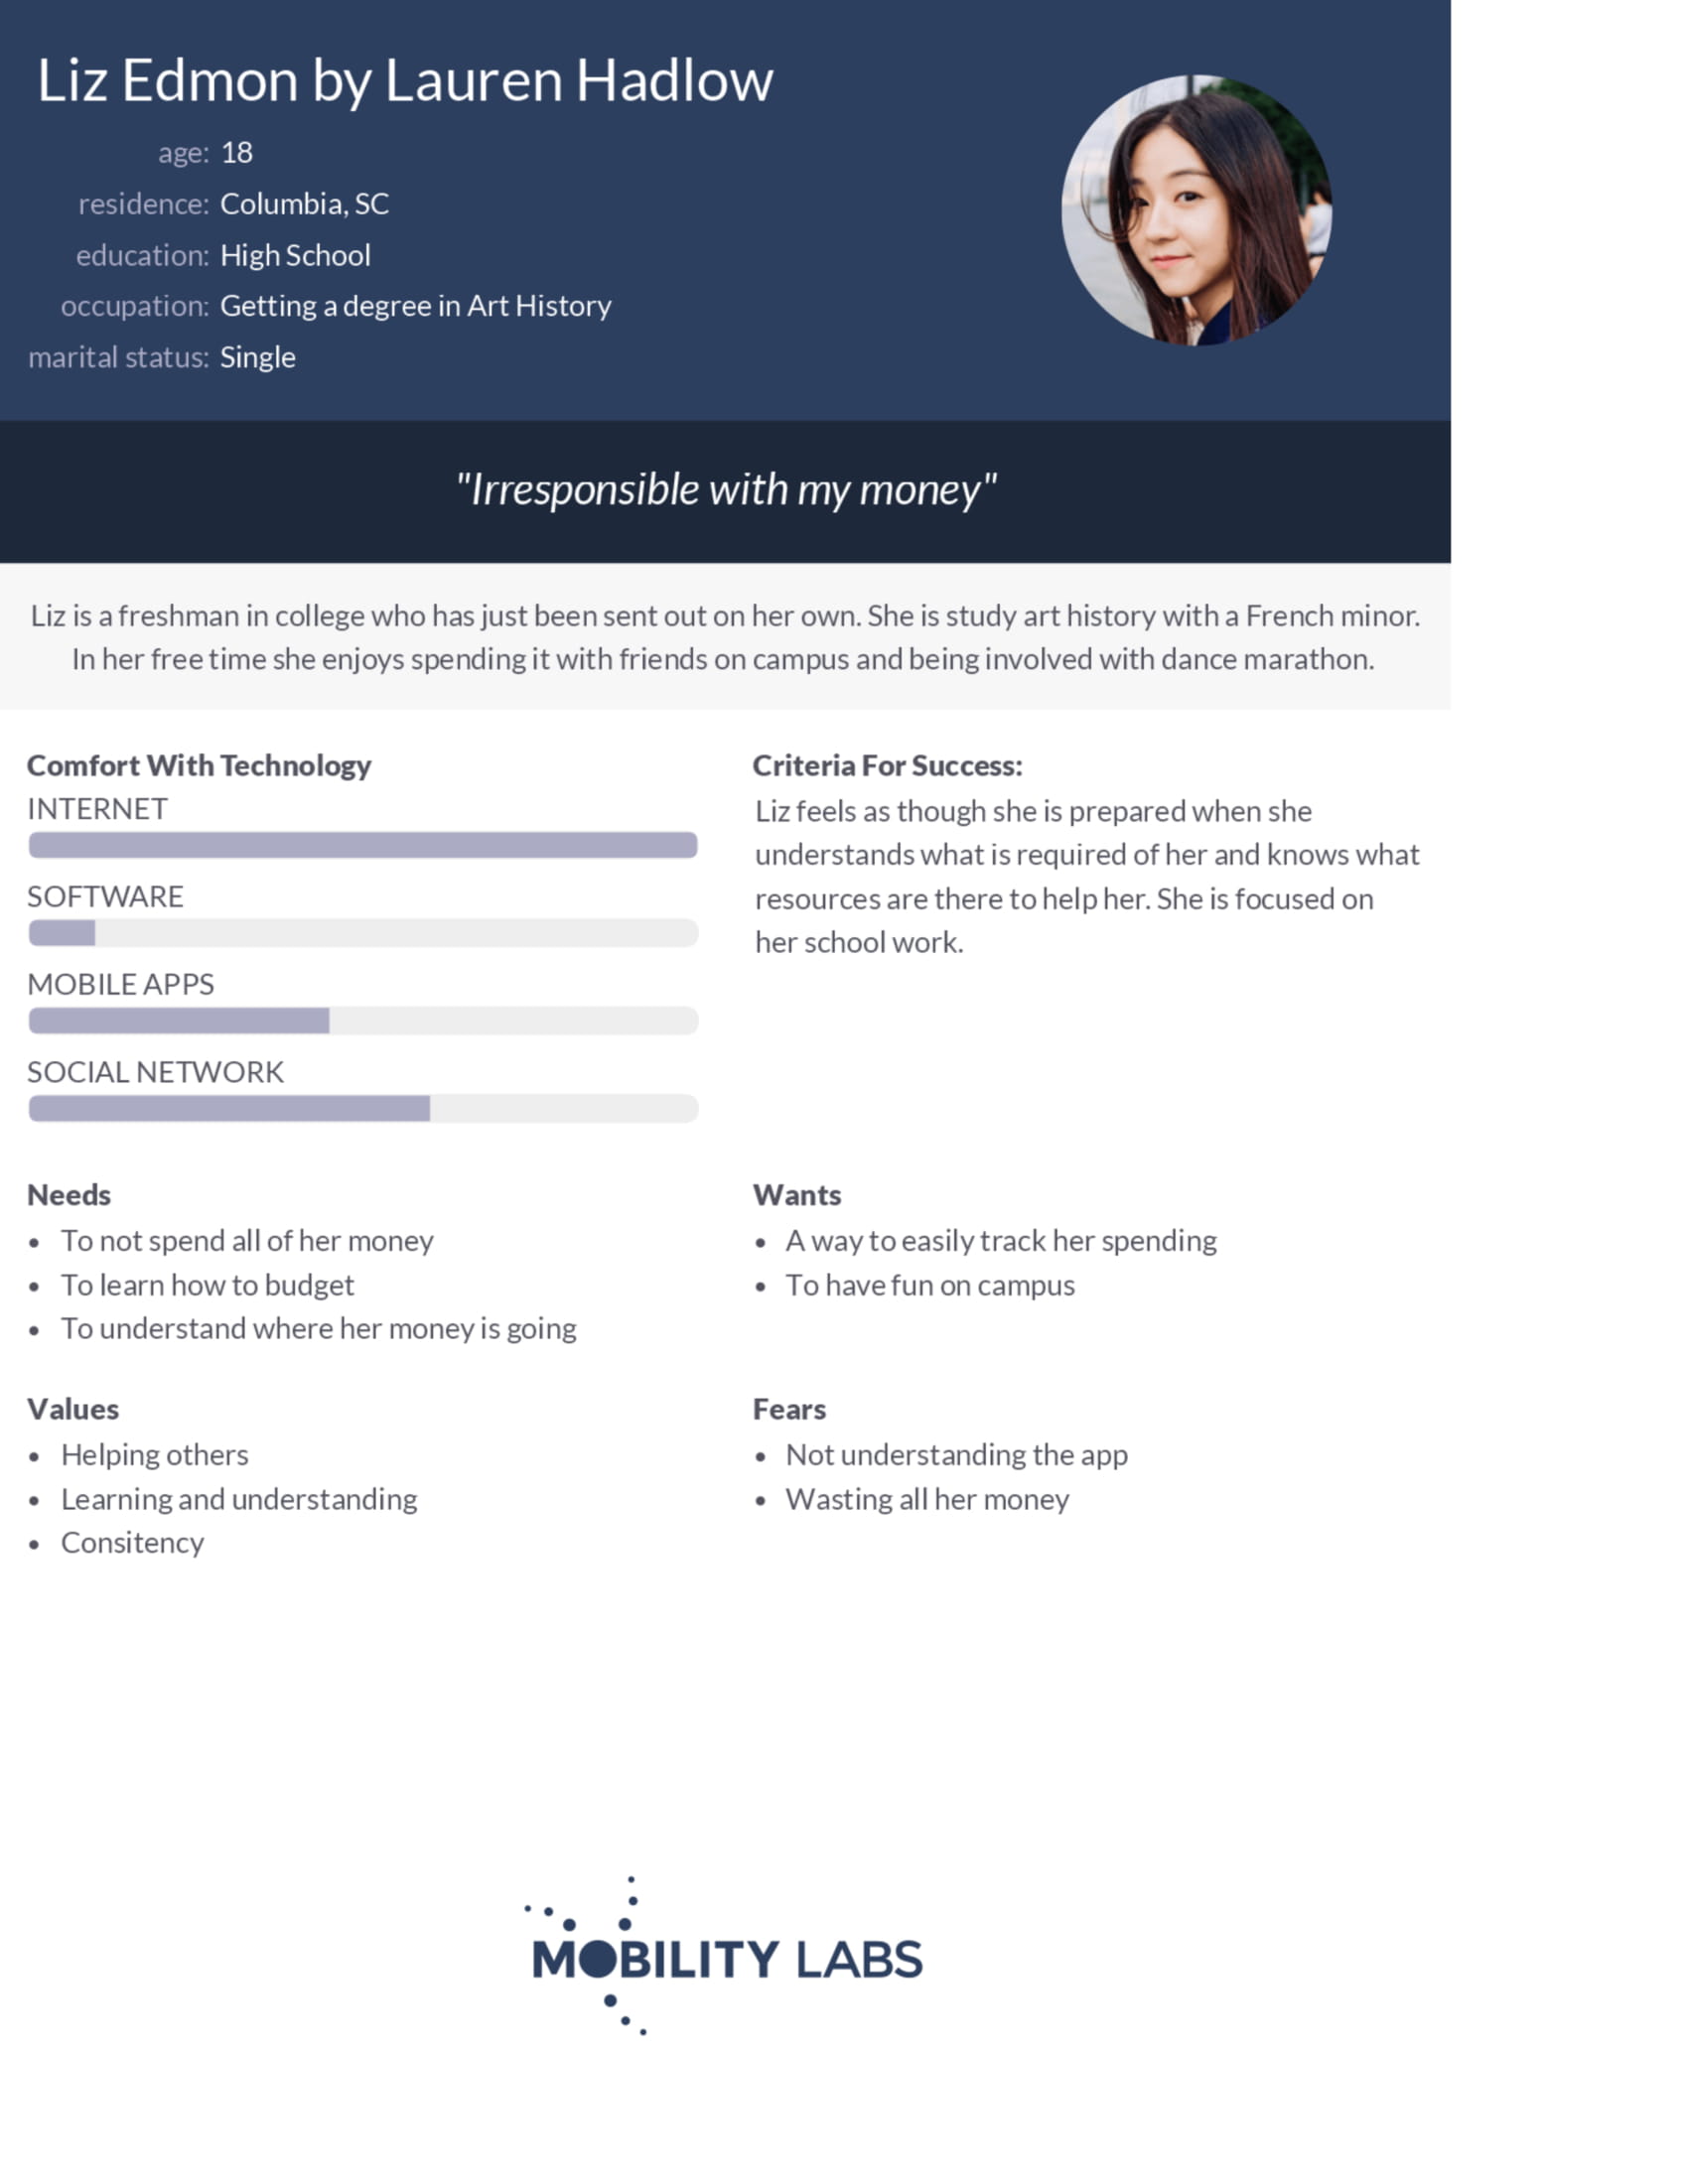 Liz Edmon by Lauren Hadlow
age: 18
residence: Columbia, SC
education: High School
occupation: Getting a degree in Art History
marital status: Single
"Irresponsible with my money"
Liz is a freshman in college who has just been sent out on her own. She is study art history with a French minor.
In her free time she enjoys spending it with friends on campus and being involved with dance marathon.
Comfort With Technology
INTERNET
SOFTWARE
MOBILE APPS
SOCIAL NETWORK
Criteria For Success:
Liz feels as though she is prepared when she
understands what is required of her and knows what
resources are there to help her. She is focused on
her school work.
Needs
• To not spend all of her money
• To learn how to budget
• To understand where her money is going
Wants
• A way to easily track her spending
• To have fun on campus
Values
• Helping others
• Learning and understanding
• Consitency
Fears
• Not understanding the app
• Wasting all her money
MOBILITY LABS